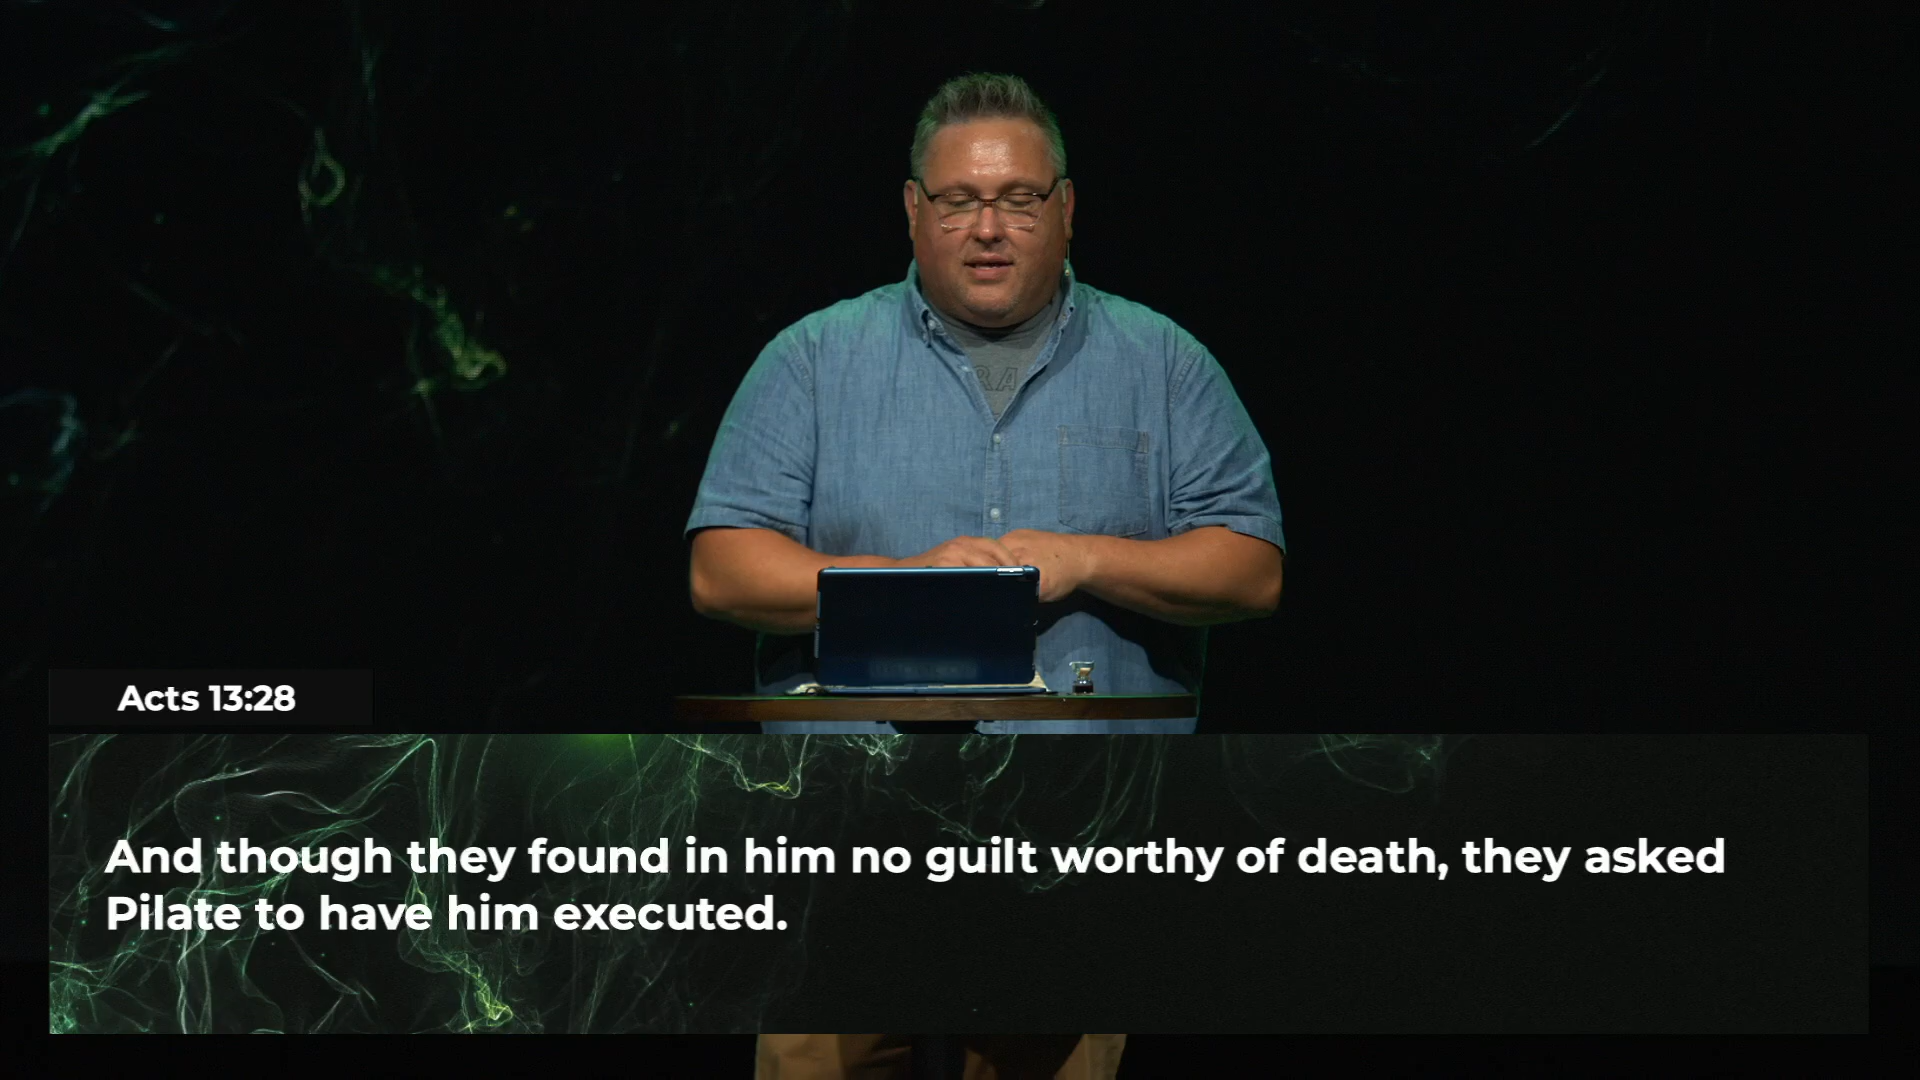 RA
Acts 13:28
And though they found in him no guilt worthy of death, they asked
Pilate to have him executed.